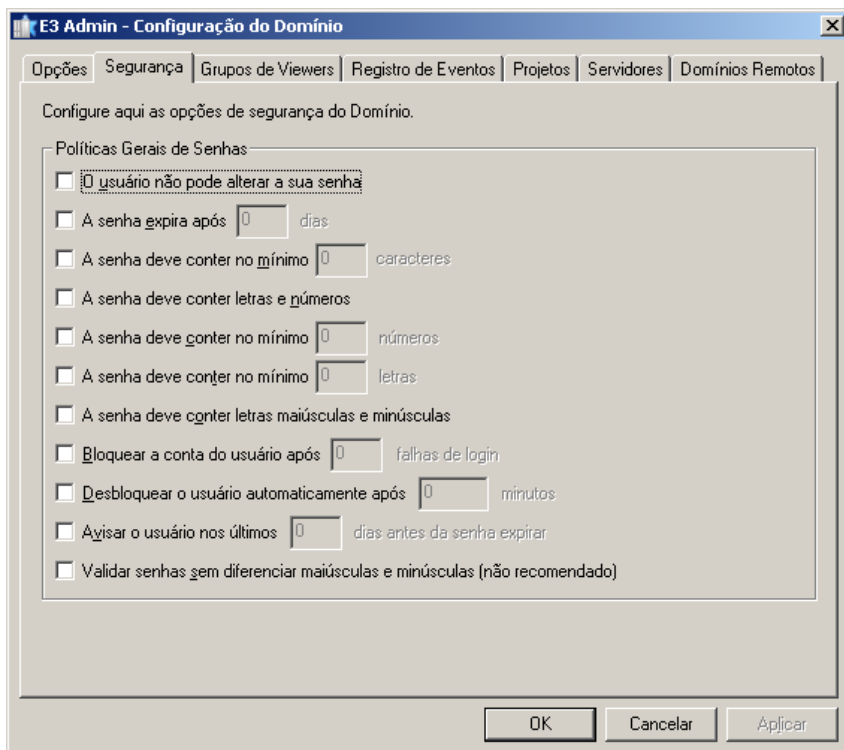 E3 Admin - Configuração do Domínio
Opções Segurança Grupos de Viewers Registro de Eventos Projetos Servidores Domínios Remotos
Configure aqui as opções de segurança do Domínio.
Políticas Gerais de Senhas
O usuário não pode alterar a sua senha
A senha expira após 0 dias
A senha deve conter no mínimo 0 caracteres
A senha deve conter letras e números
A senha deve conter no mínimo 0 números
A senha deve conter no mínimo 0 letras
A senha deve conter letras maiúsculas e minúsculas
Bloquear a conta do usuário após 0 falhas de login
Desbloquear o usuário automaticamente após 0 minutos
Avisar o usuário nos últimos 0 dias antes da senha expirar
Validar senhas sem diferenciar maiúsculas e minúsculas (não recomendado)
OK Cancelar Aplicar